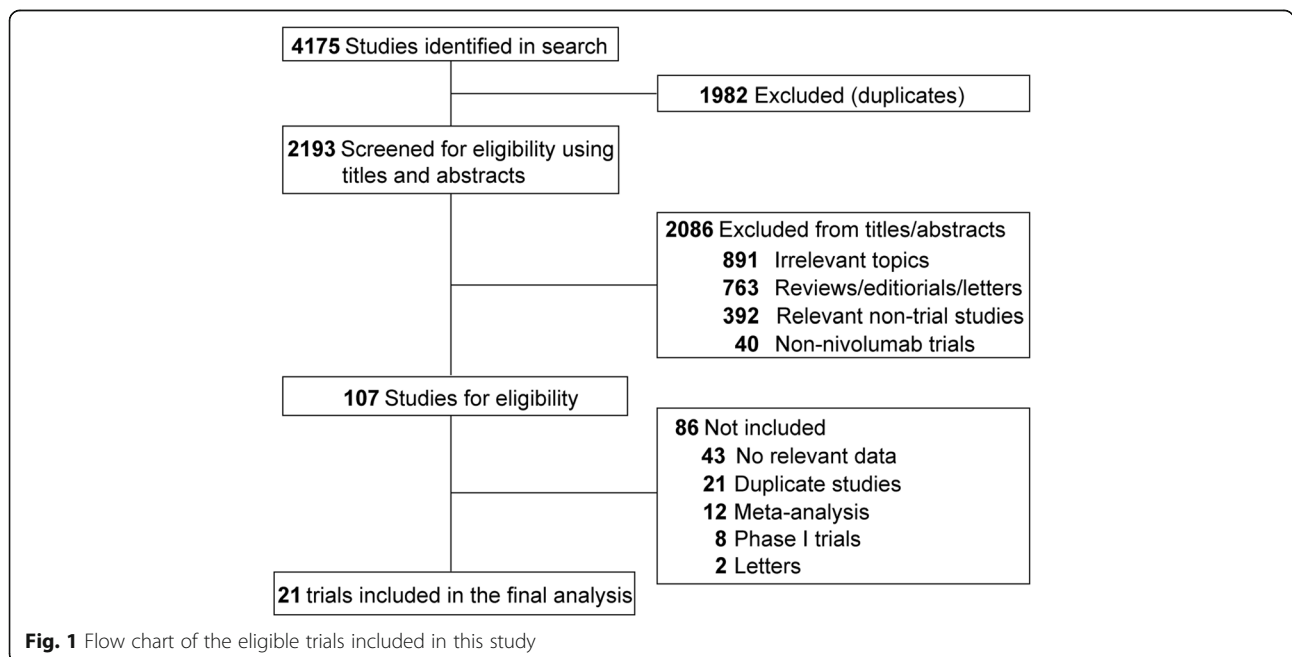 4175 Studies identified in search
1982 Excluded (duplicates)
2193 Screened for eligibility using
titles and abstracts
2086 Excluded from titles/abstracts
891 Irrelevant topics
763 Reviews/editiorials/letters
392 Relevant non-trial studies
40 Non-nivolumab trials
107 Studies for eligibility
86 Not included
43 No relevant data
21 Duplicate studies
12 Meta-analysis
8 Phase I trials
2 Letters
21 trials included in the final analysis
Fig. 1 Flow chart of the eligible trials included in this study